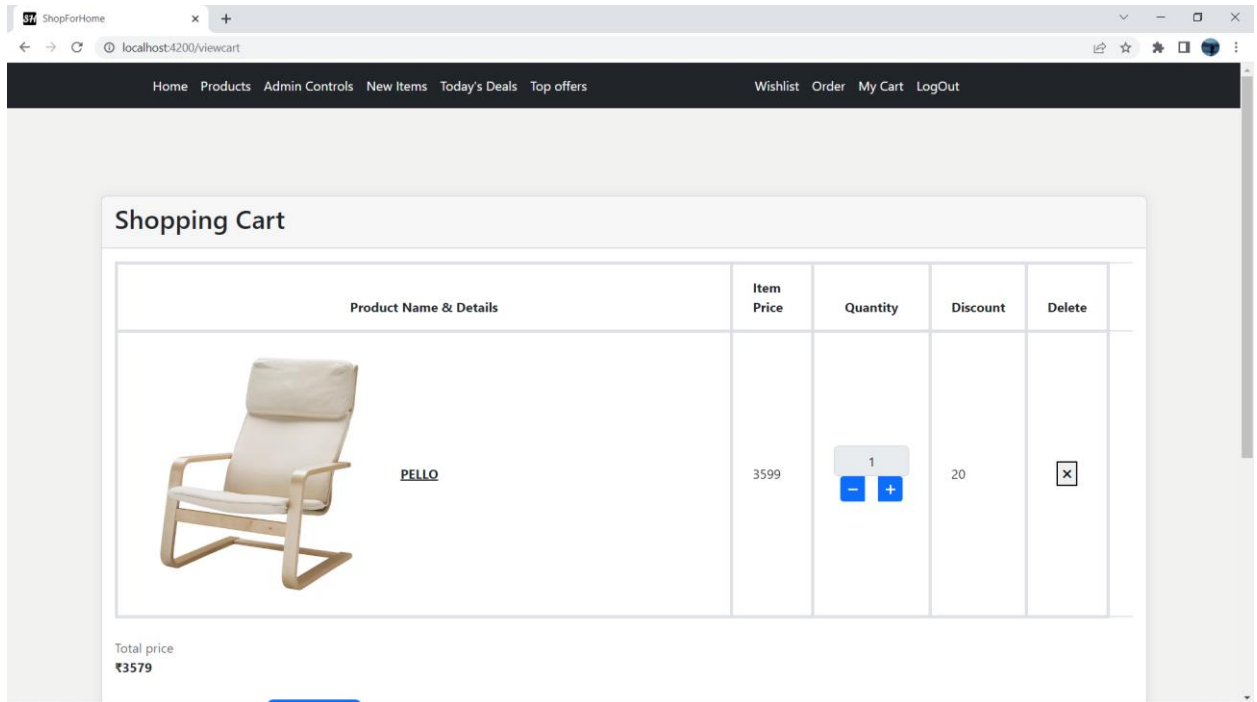 SH ShopForHome
localhost:4200/viewcart
Home Products Admin Controls New Items Today's Deals Top offers Wishlist Order My Cart LogOut
Shopping Cart
Product Name & Details Item Price Quantity Discount Delete
PELLO 3599 1 20
Total price
₹3579